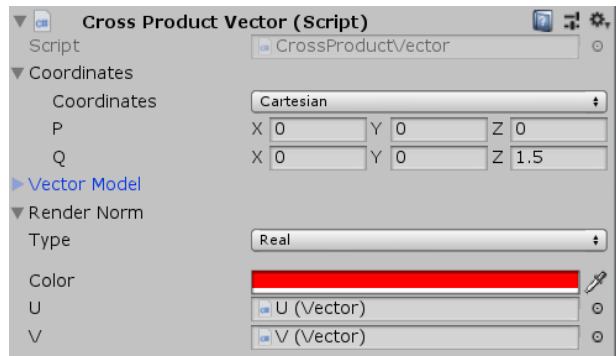 Cross Product Vector (Script)
Script CrossProductVector
Coordinates
Coordinates Cartesian
P X 0 Y 0 Z 0
Q X 0 Y 0 Z 1.5
Vector Model
Render Norm
Type Real
Color
U U (Vector)
V V (Vector)